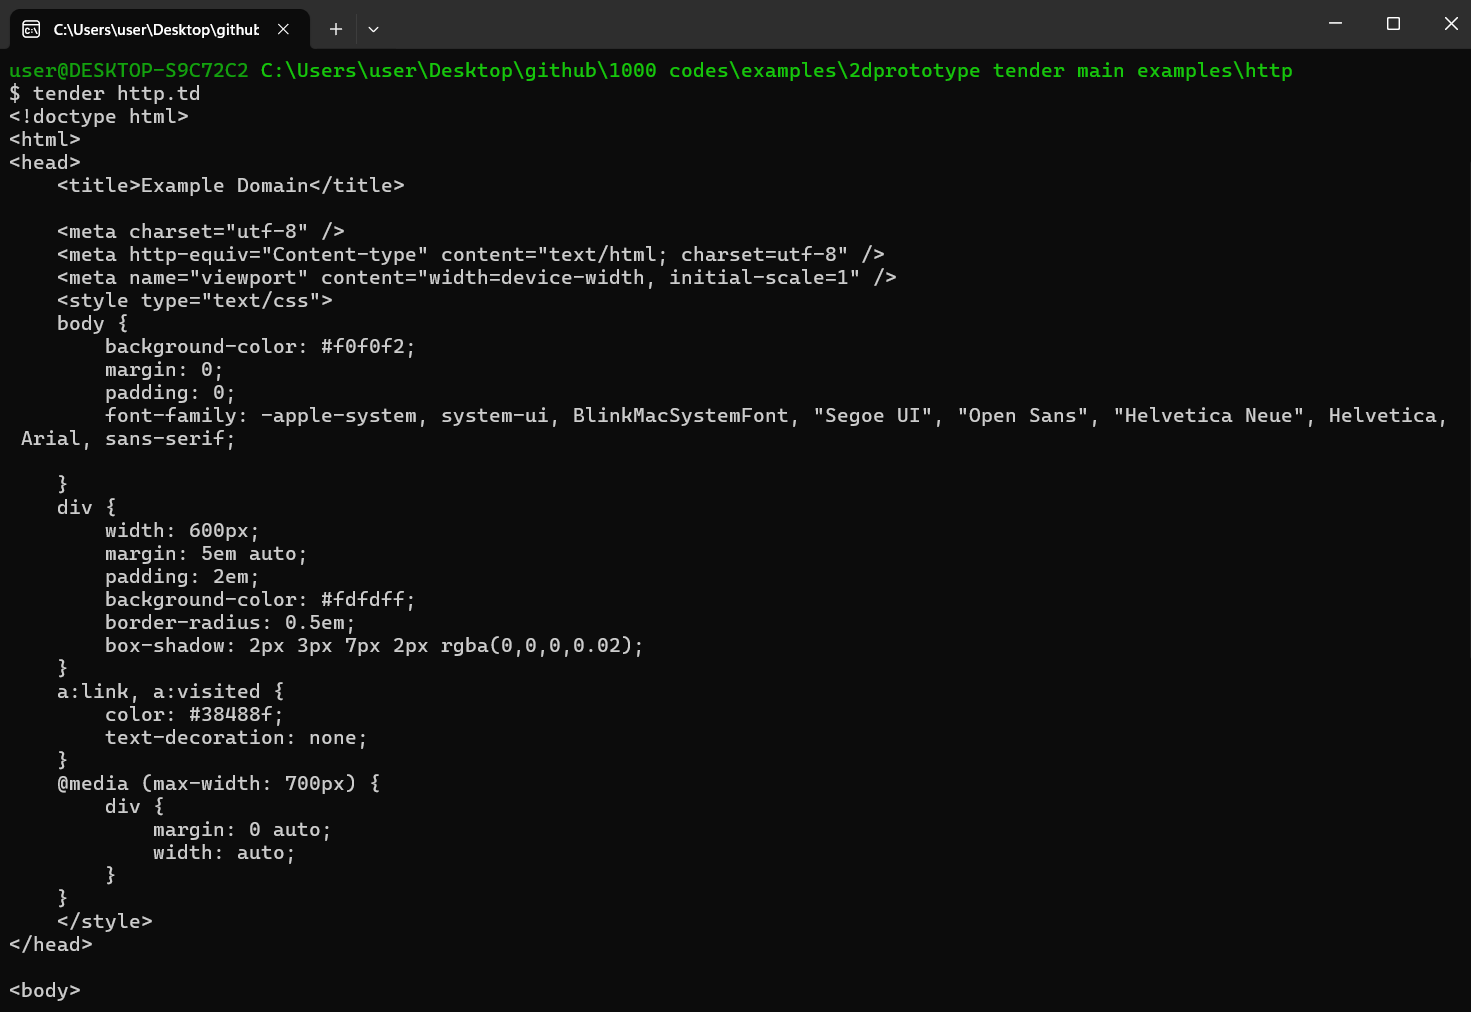 C:\Users\user\Desktop\github
user@DESKTOP-S9C72C2 C:\Users\user\Desktop\github\1000 codes\examples\2dprototype tender main examples\http
$ tender http.td
<!doctype html>
<html>
<head>
    <title>Example Domain</title>

    <meta charset="utf-8" />
    <meta http-equiv="Content-type" content="text/html; charset=utf-8" />
    <meta name="viewport" content="width=device-width, initial-scale=1" />
    <style type="text/css">
    body {
        background-color: #f0f0f2;
        margin: 0;
        padding: 0;
        font-family: -apple-system, system-ui, BlinkMacSystemFont, "Segoe UI", "Open Sans", "Helvetica Neue", Helvetica,
 Arial, sans-serif;

    }
    div {
        width: 600px;
        margin: 5em auto;
        padding: 2em;
        background-color: #fdfdff;
        border-radius: 0.5em;
        box-shadow: 2px 3px 7px 2px rgba(0,0,0,0.02);
    }
    a:link, a:visited {
        color: #38488f;
        text-decoration: none;
    }
    @media (max-width: 700px) {
        div {
            margin: 0 auto;
            width: auto;
        }
    }
    </style>
</head>

<body>